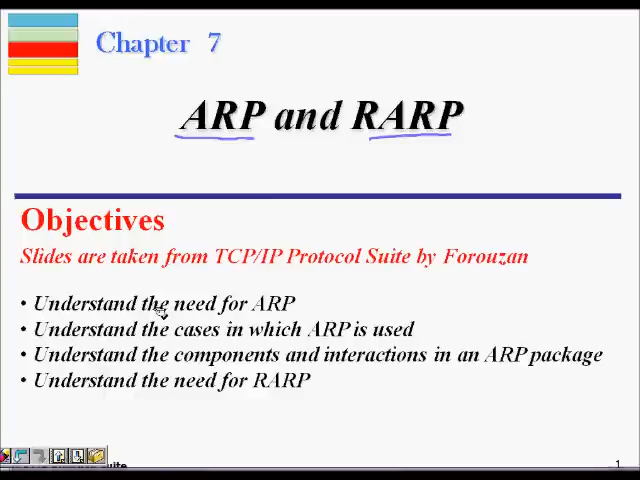 Chapter 7
ARP and RARP
Objectives
Slides are taken from TCP/IP Protocol Suite by Forouzan
• Understand the need for ARP
• Understand the cases in which ARP is used
• Understand the components and interactions in an ARP package
• Understand the need for RARP
1